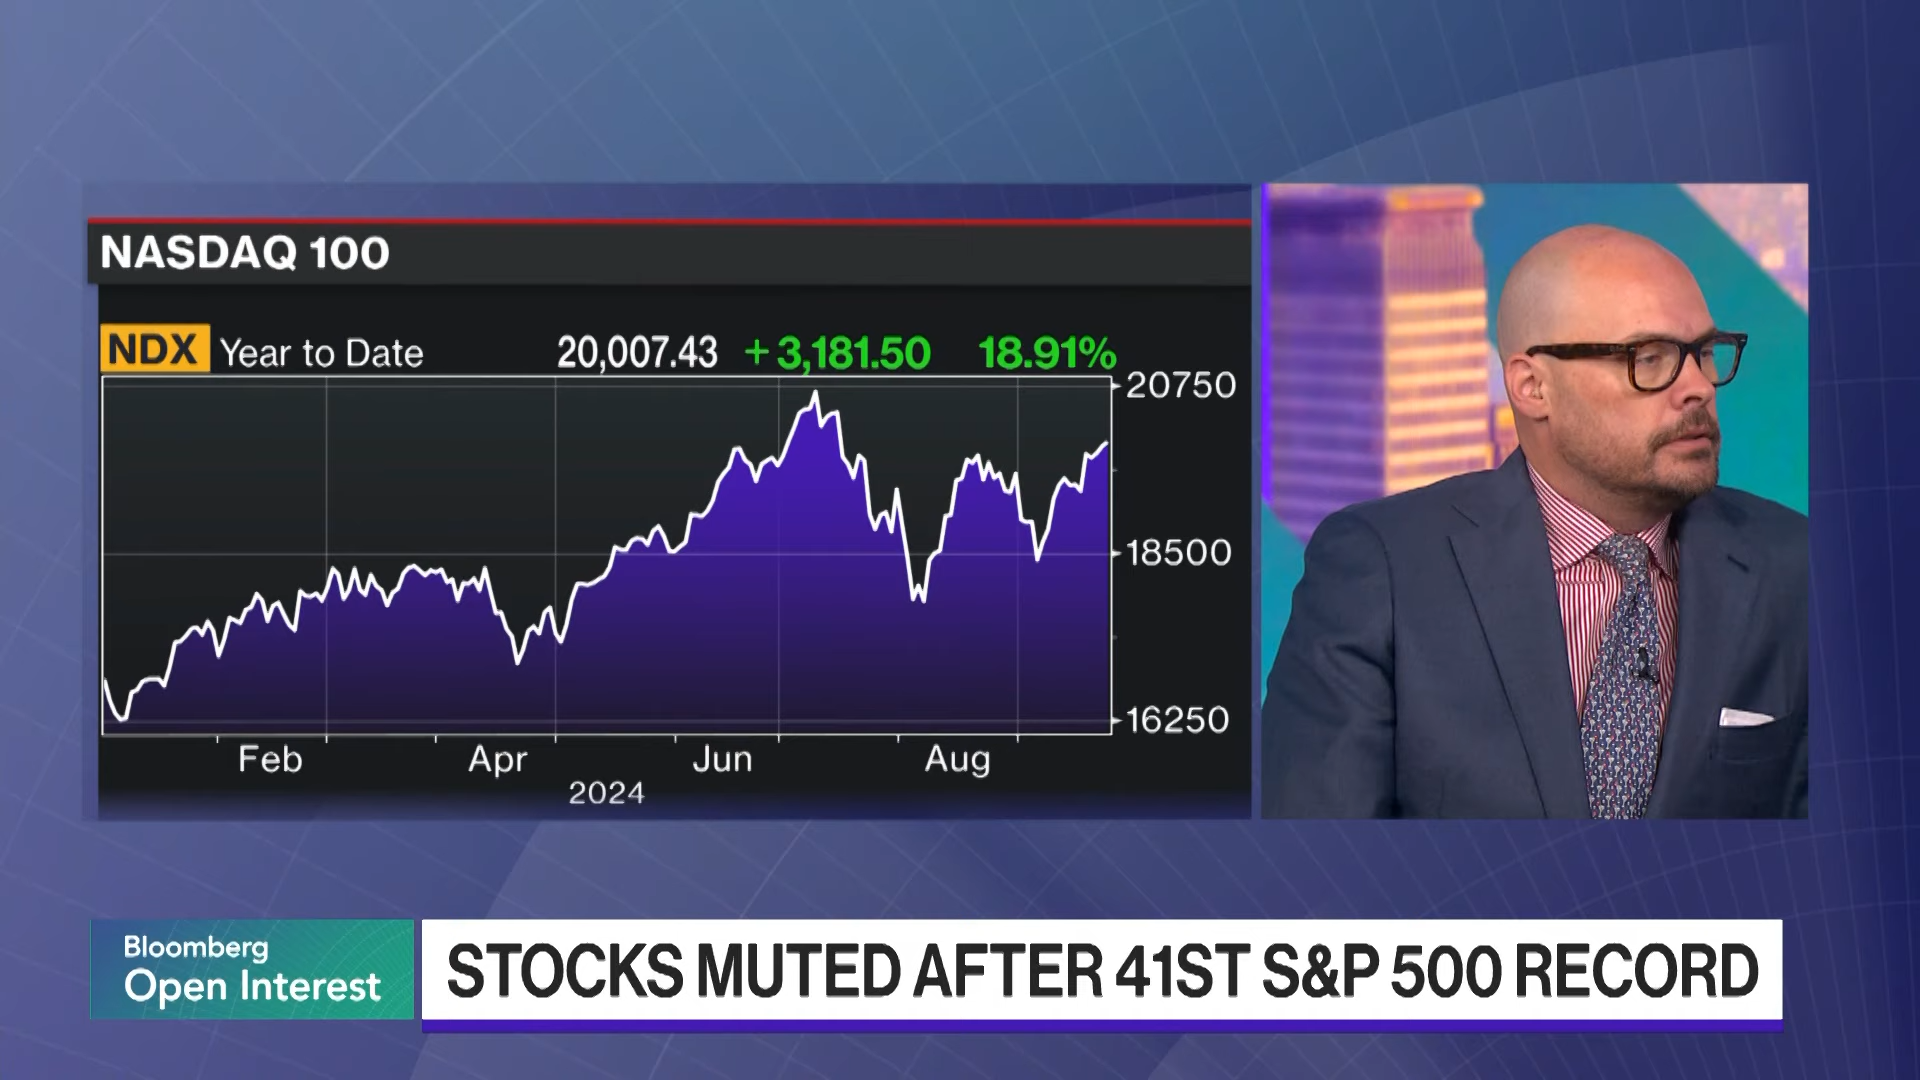 NASDAQ 100
NDX Year to Date 20,007.43 +3,181.50 18.91%
20750
18500
16250
Feb Apr Jun Aug
2024
Bloomberg
Open Interest
STOCKS MUTED AFTER 41ST S&P 500 RECORD